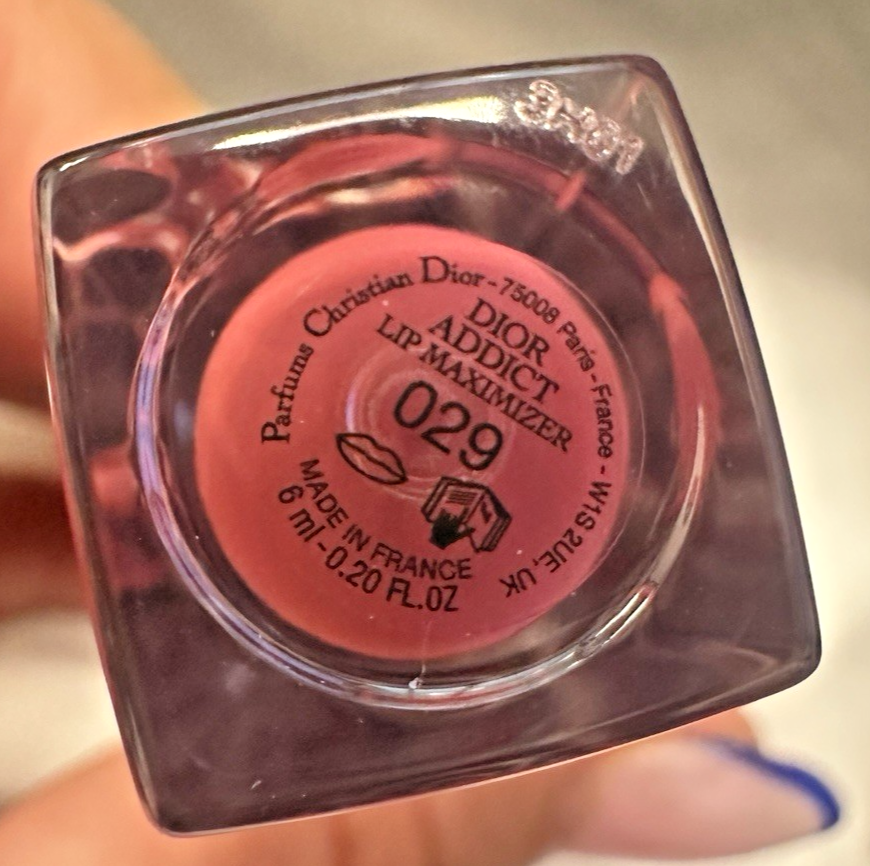 Parfums Christian Dior - 75008 Paris - France - W1S 2UE, UK
DIOR
ADDICT
LIP MAXIMIZER
029
MADE IN FRANCE
6 ml - 0.20 FL.OZ